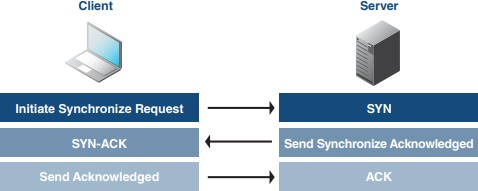 Client
Server
Initiate Synchronize Request
SYN
SYN-ACK
Send Synchronize Acknowledged
Send Acknowledged
ACK